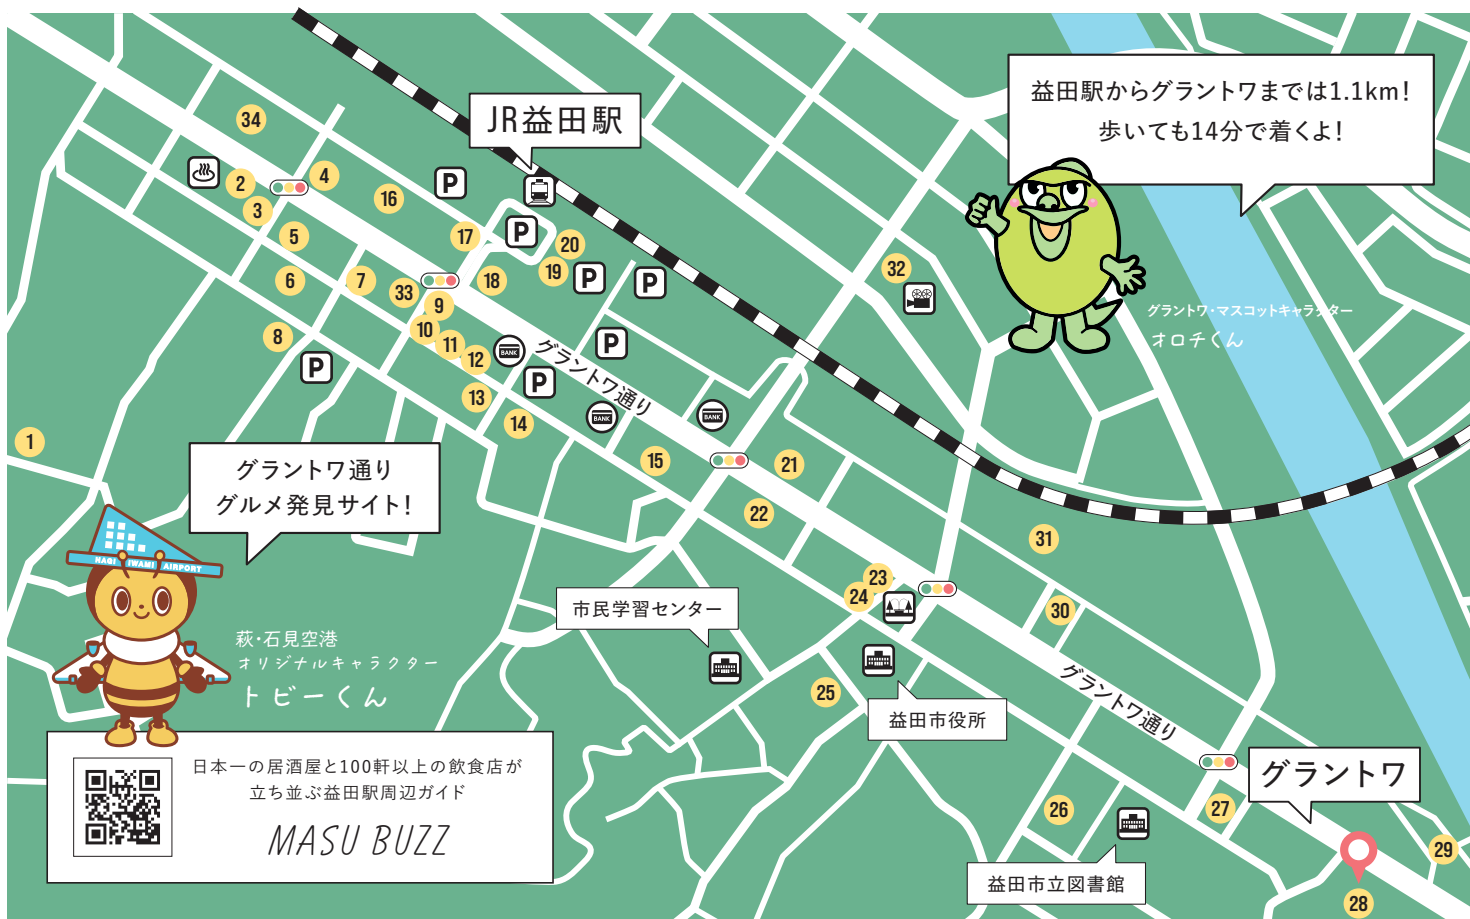 JR益田駅
益田駅からグラントワまでは1.1km!
歩いても14分で着くよ!
グラントワ・マスコットキャラクター
オロチくん
34
2
4
3
16
5
17
20
6
7
33
18
19
32
9
8
10
11
12
13
14
1
15
21
22
31
23
24
30
25
26
27
29
28
P
P
P
P
P
P
P
BANK
BANK
BANK
グラントワ通り
グラントワ通り
グルメ発見サイト!
HAGI IWAMI AIRPORT
萩・石見空港
オリジナルキャラクター
トビーくん
市民学習センター
益田市役所
グラントワ通り
グラントワ
益田市立図書館
日本一の居酒屋と100軒以上の飲食店が
立ち並ぶ益田駅周辺ガイド
MASU BUZZ